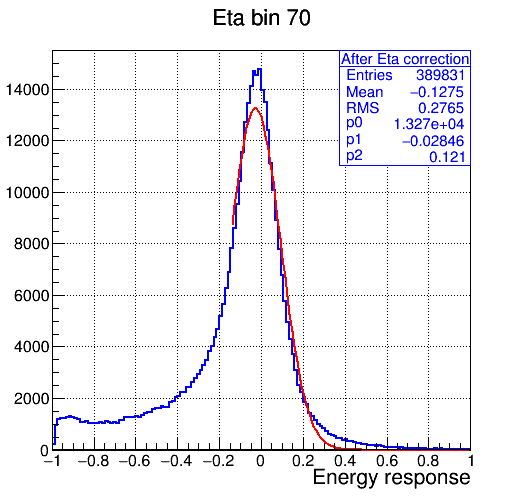 Eta bin 70
After Eta correction
Entries 389831
Mean −0.1275
RMS 0.2765
p0 1.327e+04
p1 −0.02846
p2 0.121
14000
12000
10000
8000
6000
4000
2000
0
−1 −0.8 −0.6 −0.4 −0.2 0 0.2 0.4 0.6 0.8 1
Energy response